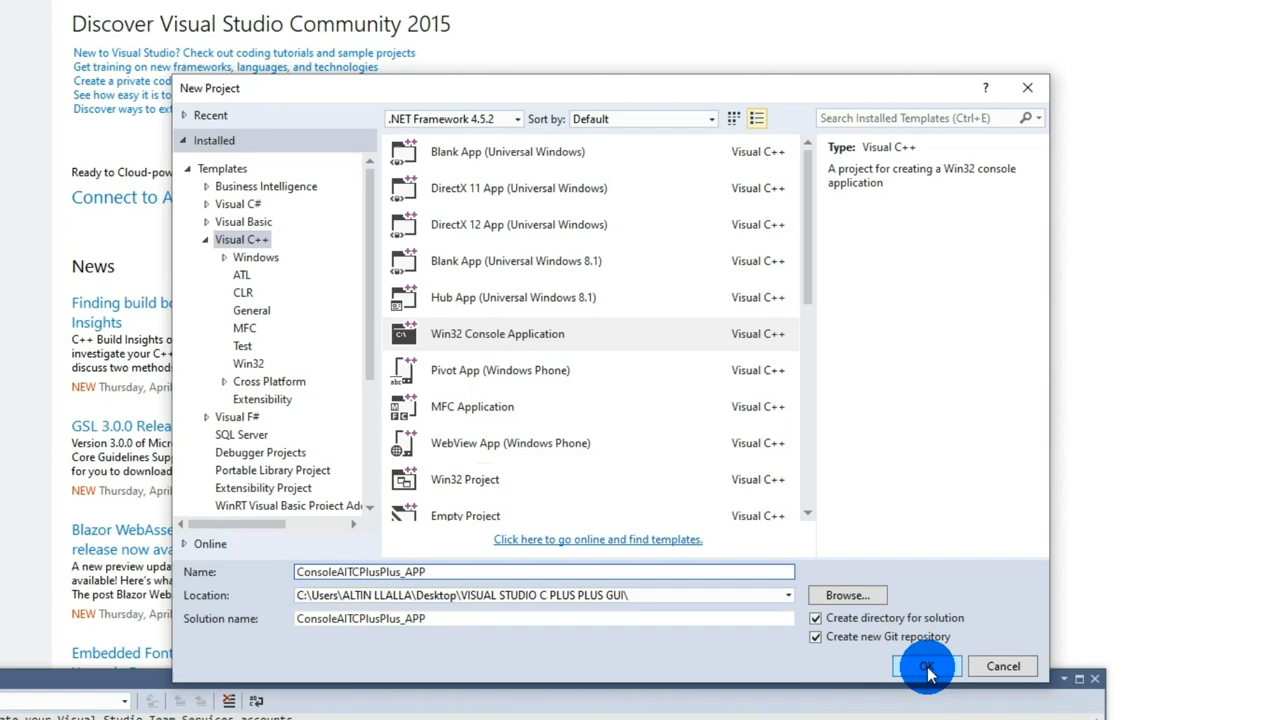 Discover Visual Studio Community 2015
New to Visual Studio? Check out coding tutorials and sample projects
Get training on new frameworks, languages, and technologies
Create a private cod
See how easy it is to
Discover ways to ext
Ready to Cloud-pow
Connect to A
News
Finding build bo
Insights
C++ Build Insights o
investigate your C++
discuss two methods
NEW Thursday, April
GSL 3.0.0 Relea
Version 3.0.0 of Micr
Core Guidelines Supp
for you to download
NEW Thursday, April
Blazor WebAsse
release now ava
A new preview upda
available! Here's wha
The post Blazor Web
NEW Thursday, April
Embedded Font
New Project
?
Recent
Installed
Templates
Business Intelligence
Visual C#
Visual Basic
Visual C++
Windows
ATL
CLR
General
MFC
Test
Win32
Cross Platform
Extensibility
Visual F#
SQL Server
Debugger Projects
Portable Library Project
Extensibility Project
WinRT Visual Basic Project Ad
Online
.NET Framework 4.5.2 Sort by: Default
Search Installed Templates (Ctrl+E)
Blank App (Universal Windows) Visual C++
DirectX 11 App (Universal Windows) Visual C++
DirectX 12 App (Universal Windows) Visual C++
Blank App (Universal Windows 8.1) Visual C++
Hub App (Universal Windows 8.1) Visual C++
Win32 Console Application Visual C++
Pivot App (Windows Phone) Visual C++
MFC Application Visual C++
WebView App (Windows Phone) Visual C++
Win32 Project Visual C++
Empty Project Visual C++
Click here to go online and find templates.
Type: Visual C++
A project for creating a Win32 console
application
Name: ConsoleAITCPlusPlus_APP
Location: C:\Users\ALTIN LLALLA\Desktop\VISUAL STUDIO C PLUS PLUS GUI\ Browse...
Solution name: ConsoleAITCPlusPlus_APP
Create directory for solution
Create new Git repository
OK Cancel
ate your Visual Studio Team Services accounts.